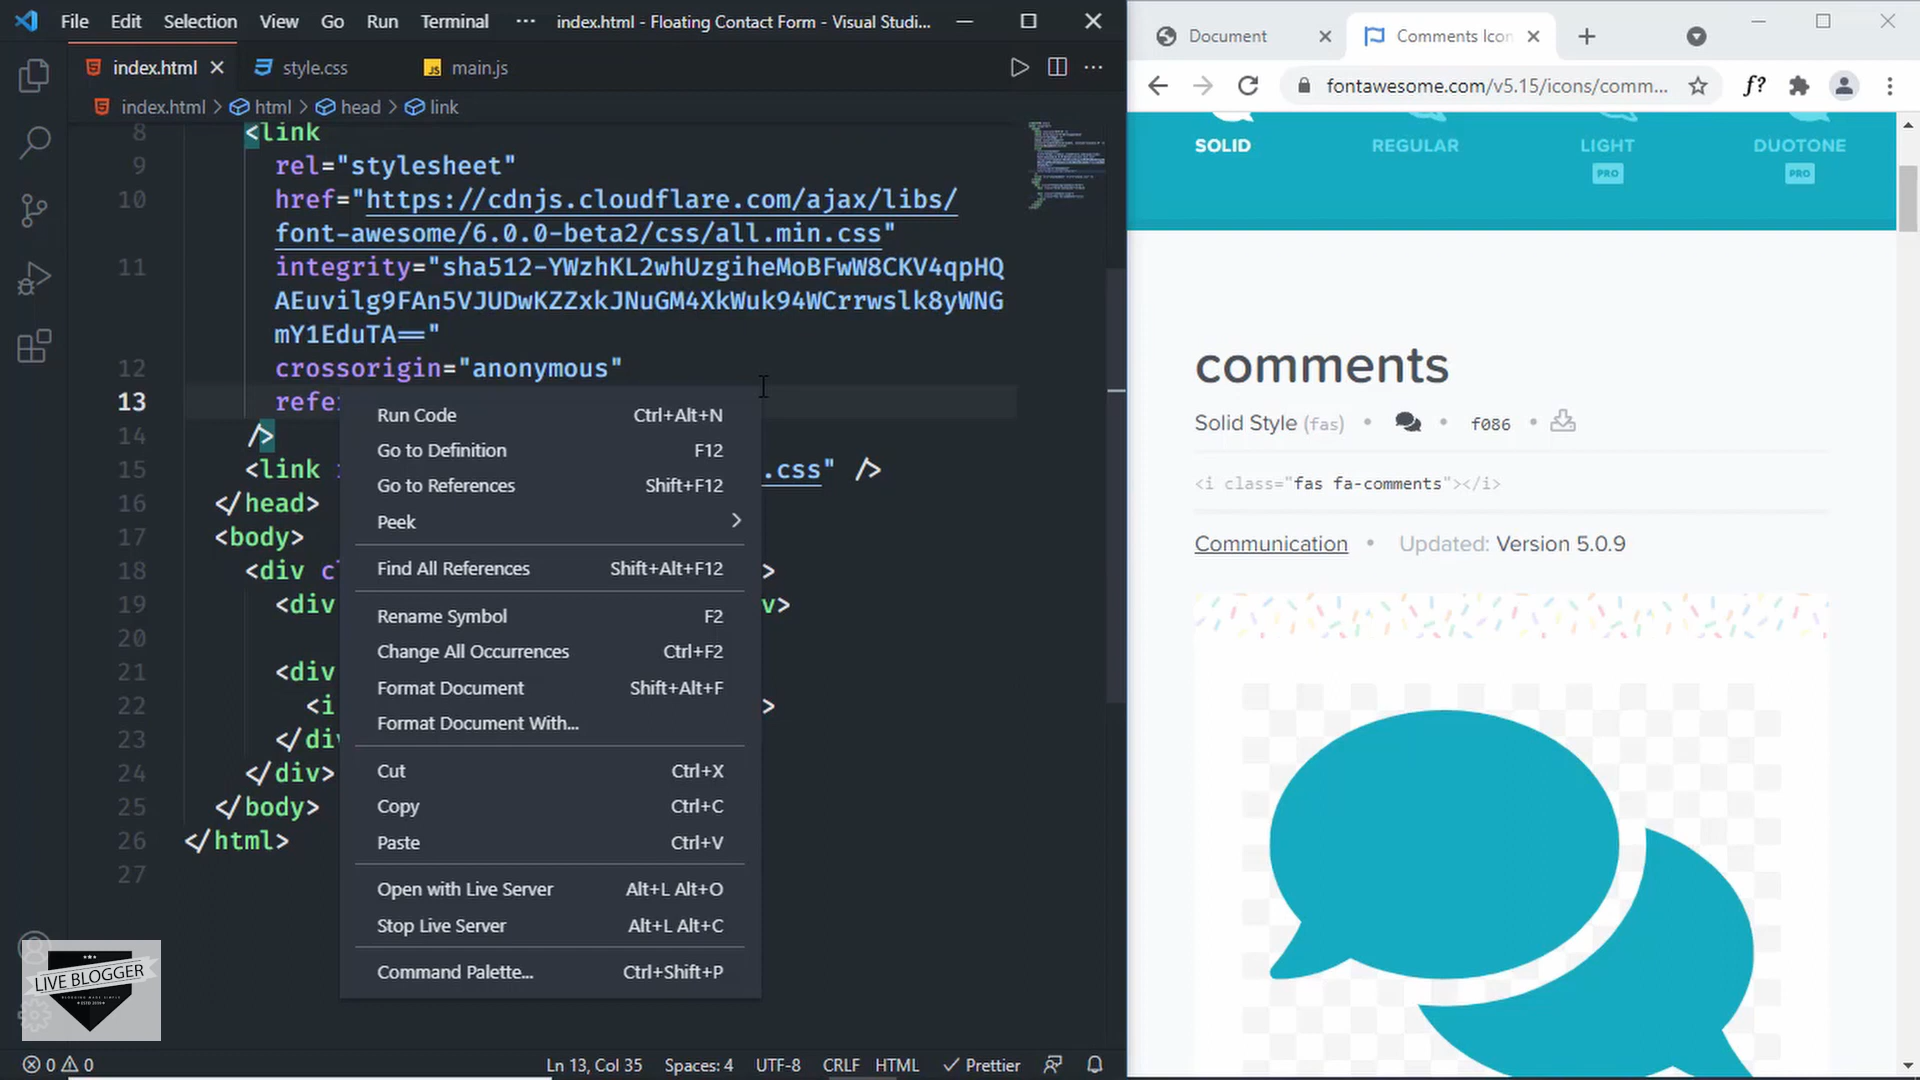 File Edit Selection View Go Run Terminal ··· index.html - Floating Contact Form - Visual Studi...
index.html style.css main.js
index.html > html > head > link
8 <link
9 rel="stylesheet"
10 href="https://cdnjs.cloudflare.com/ajax/libs/
font-awesome/6.0.0-beta2/css/all.min.css"
11 integrity="sha512-YWzhKL2whUzgiheMoBFwW8CKV4qpHQ
AEuvilg9FAn5VJUDwKZZxkJNuGM4XkWuk94WCrrwslk8yWNG
mY1EduTA=="
12 crossorigin="anonymous"
13 refe
14 />
15 <link .css" />
16 </head>
17 <body>
18 <div c >
19 <div v>
20
21 <div
22 <i >
23 </di
24 </div>
25 </body>
26 </html>
27
Run Code Ctrl+Alt+N
Go to Definition F12
Go to References Shift+F12
Peek
Find All References Shift+Alt+F12
Rename Symbol F2
Change All Occurrences Ctrl+F2
Format Document Shift+Alt+F
Format Document With...
Cut Ctrl+X
Copy Ctrl+C
Paste Ctrl+V
Open with Live Server Alt+L Alt+O
Stop Live Server Alt+L Alt+C
Command Palette... Ctrl+Shift+P
LIVE BLOGGER
0 0 Ln 13, Col 35 Spaces: 4 UTF-8 CRLF HTML Prettier
Document Comments Icon
fontawesome.com/v5.15/icons/comm... f?
SOLID REGULAR LIGHT DUOTONE
PRO PRO
comments
Solid Style (fas) • • f086 •
<i class="fas fa-comments"></i>
Communication • Updated: Version 5.0.9